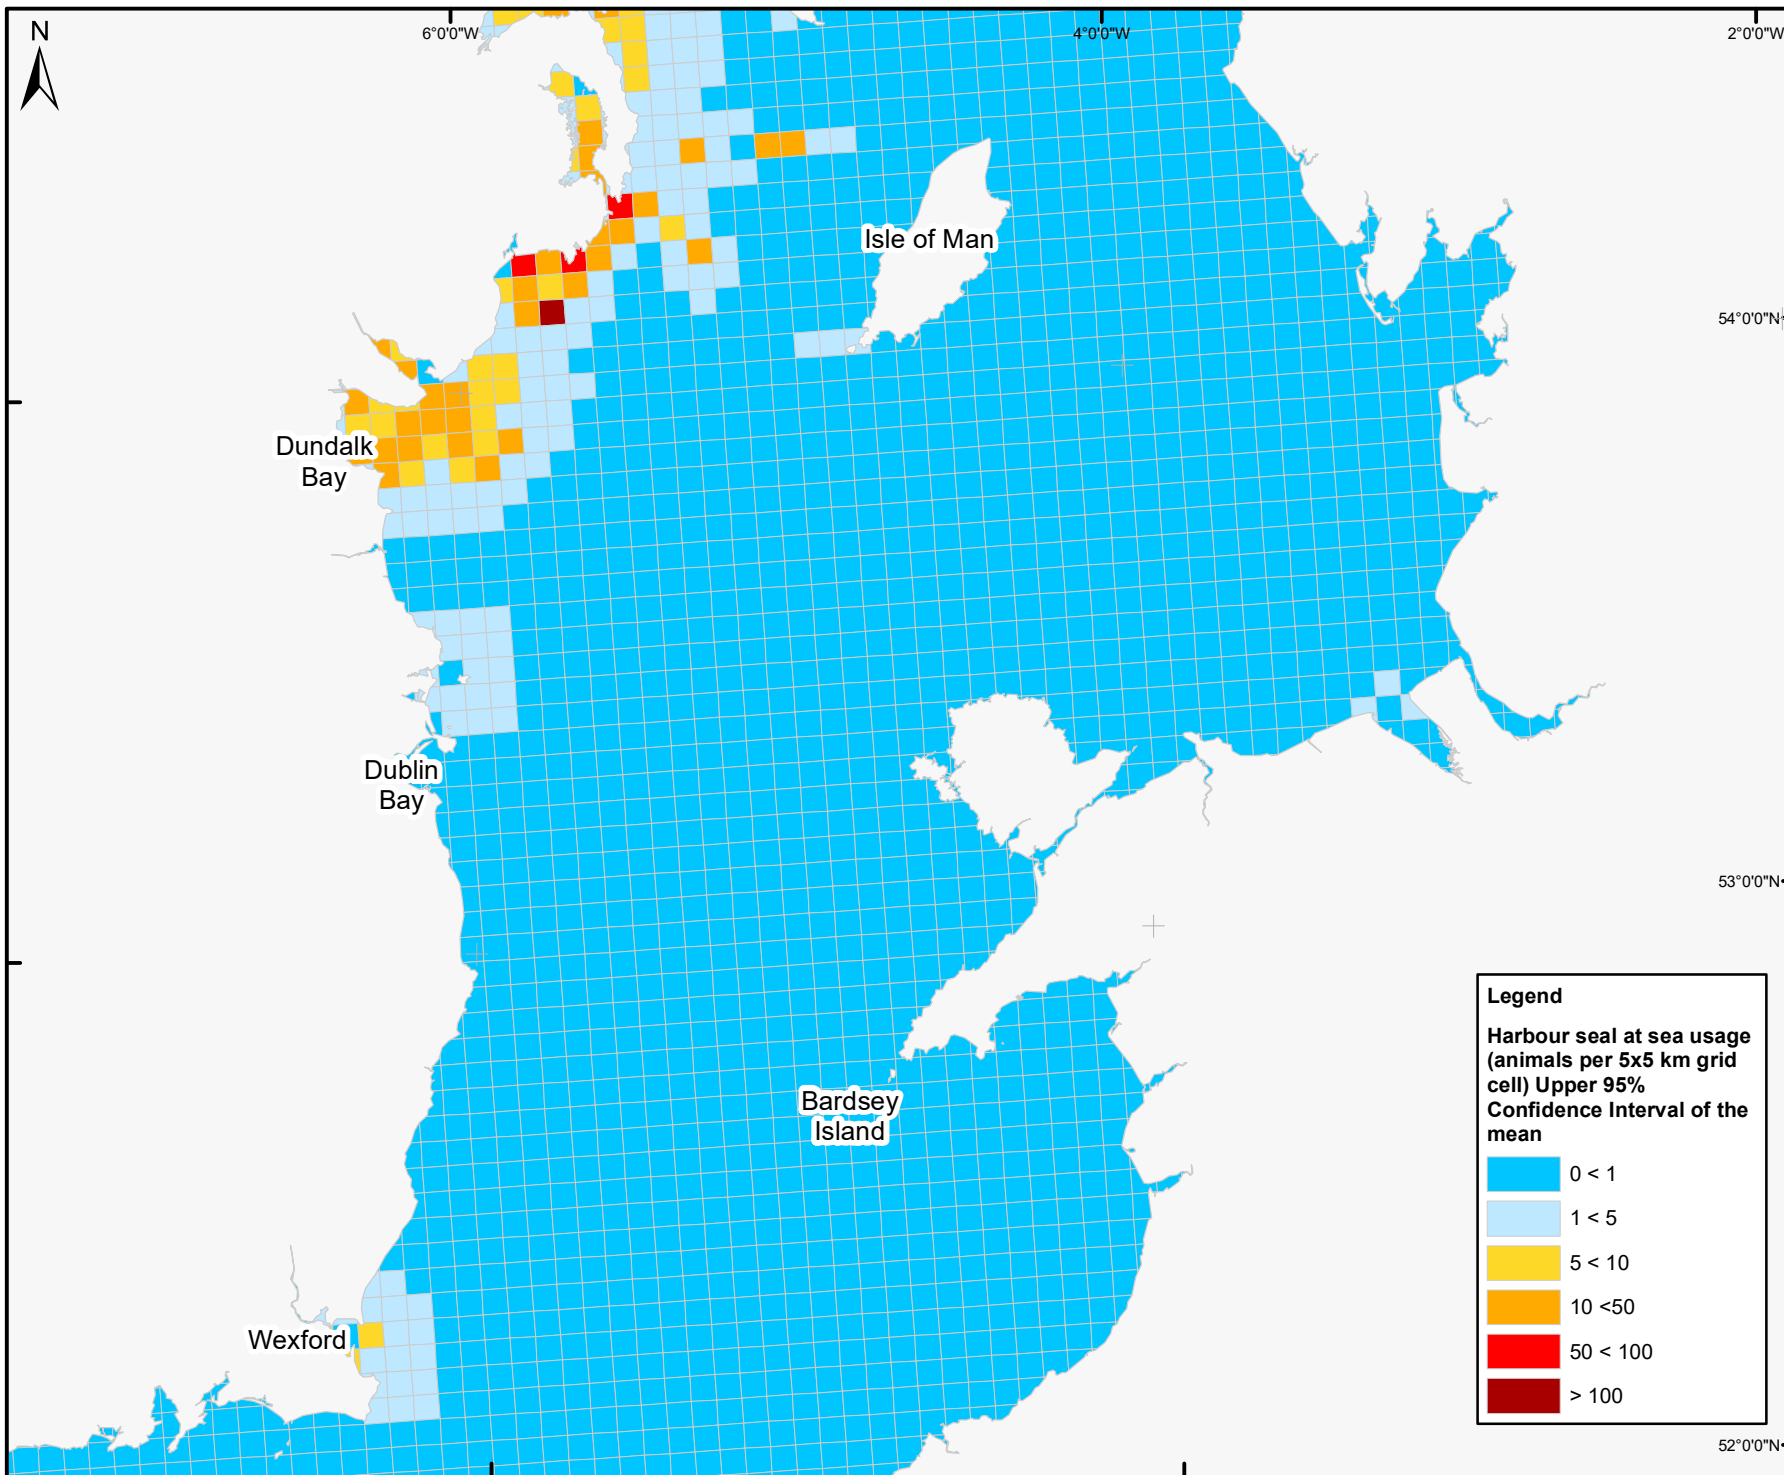 N
6°0'0"W
4°0'0"W
2°0'0"W
Isle of Man
54°0'0"N
Dundalk
Bay
Dublin
Bay
53°0'0"N
Bardsey
Island
Wexford
52°0'0"N
Legend
Harbour seal at sea usage
(animals per 5x5 km grid
cell) Upper 95%
Confidence Interval of the
mean
0 < 1
1 < 5
5 < 10
10 <50
50 < 100
> 100